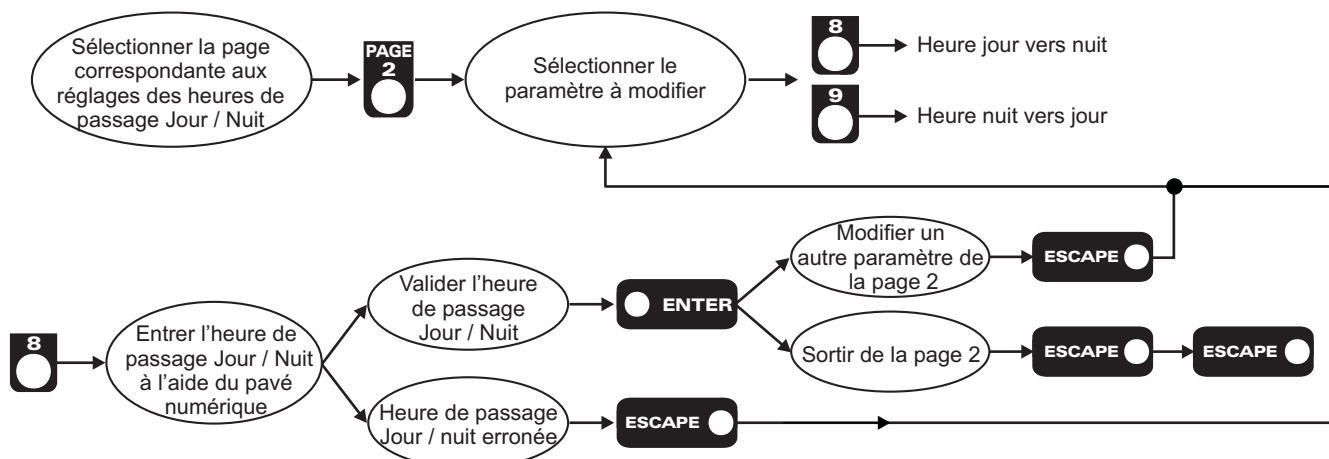 Sélectionner la page
correspondante aux
réglages des heures de
passage Jour / Nuit
PAGE
2
Sélectionner le
paramètre à modifier
8
Heure jour vers nuit
9
Heure nuit vers jour
8
Entrer l’heure de
passage Jour / Nuit
à l’aide du pavé
numérique
Valider l’heure
de passage
Jour / Nuit
ENTER
Modifier un
autre paramètre de
la page 2
ESCAPE
Sortir de la page 2
ESCAPE
ESCAPE
Heure de passage
Jour / nuit erronée
ESCAPE